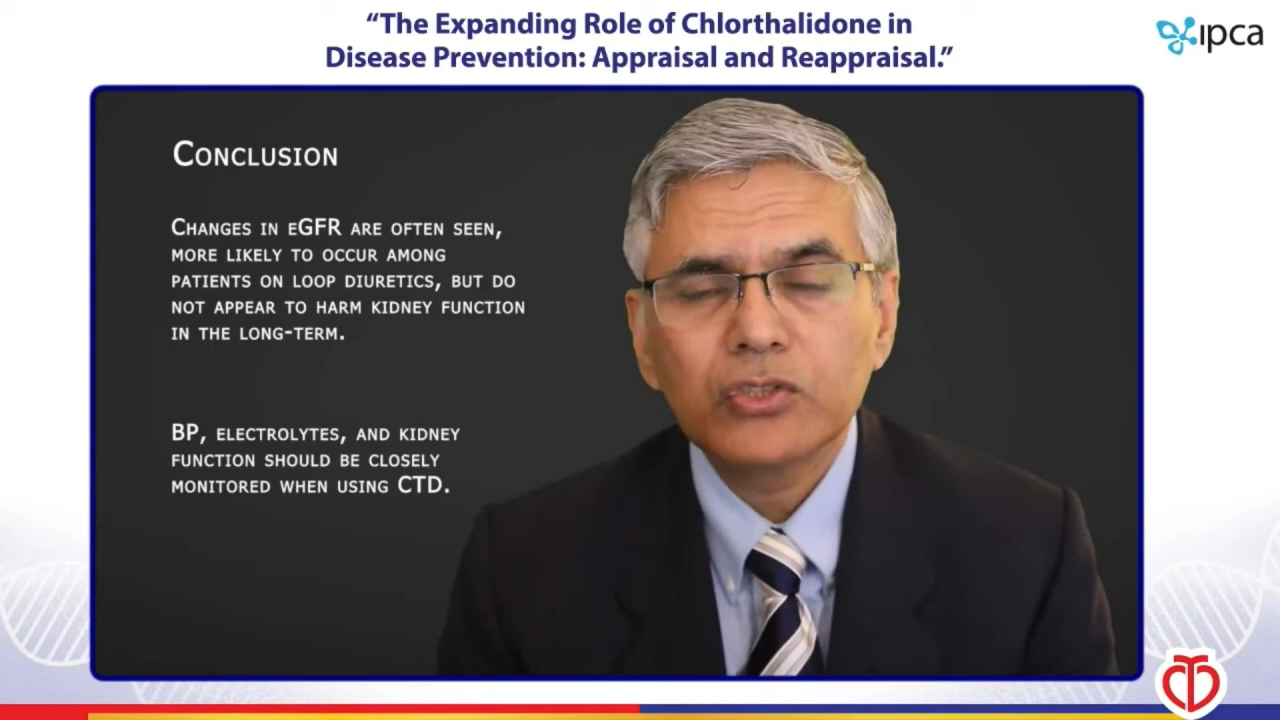 “The Expanding Role of Chlorthalidone in
Disease Prevention: Appraisal and Reappraisal.”
ipca
CONCLUSION
CHANGES IN eGFR ARE OFTEN SEEN,
MORE LIKELY TO OCCUR AMONG
PATIENTS ON LOOP DIURETICS, BUT DO
NOT APPEAR TO HARM KIDNEY FUNCTION
IN THE LONG-TERM.
BP, ELECTROLYTES, AND KIDNEY
FUNCTION SHOULD BE CLOSELY
MONITORED WHEN USING CTD.